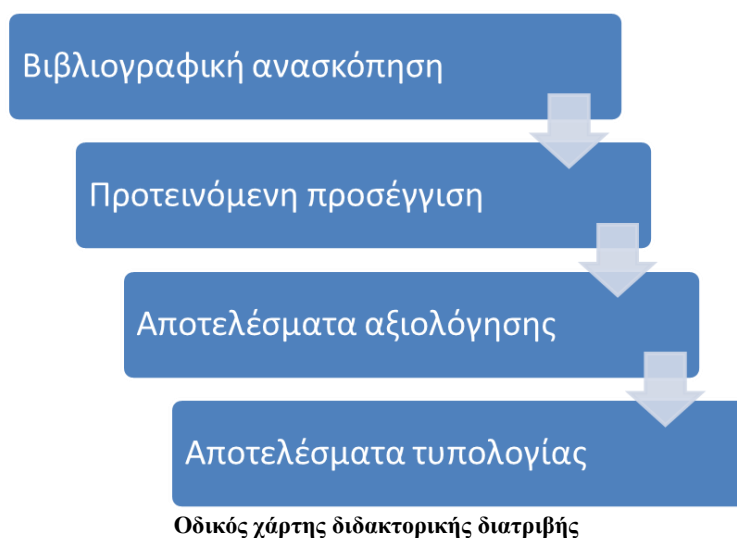 Βιβλιογραφική ανασκόπηση
Προτεινόμενη προσέγγιση
Αποτελέσματα αξιολόγησης
Αποτελέσματα τυπολογίας
Οδικός χάρτης διδακτορικής διατριβής